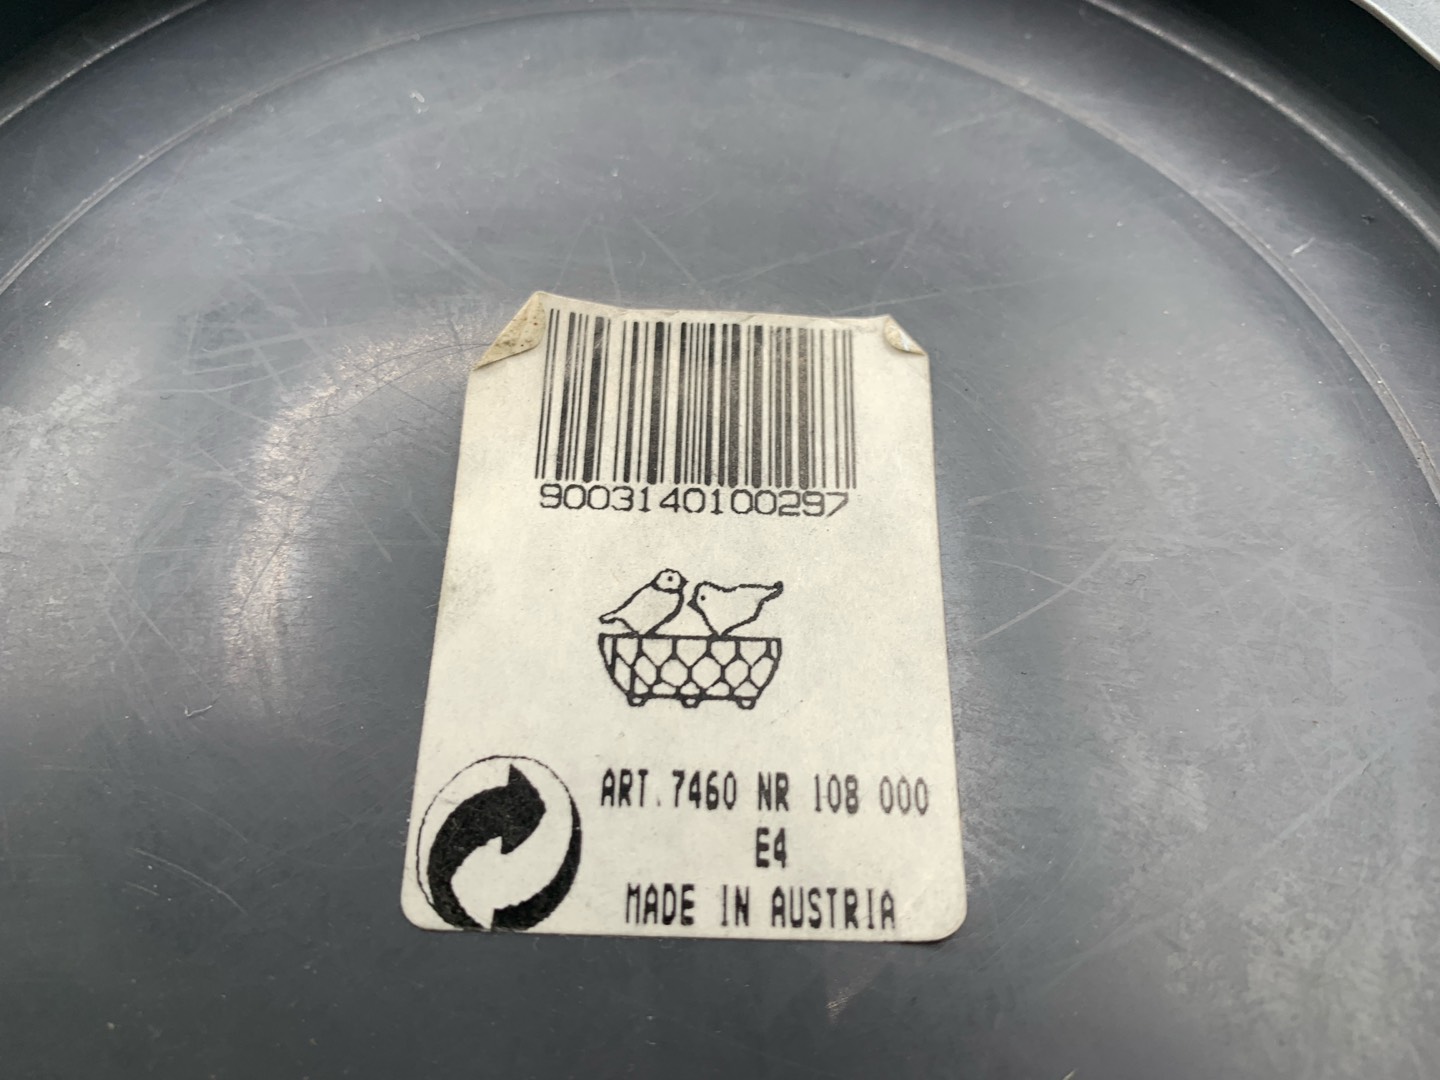 9003140100297
ART. 7460 NR 108 000
E4
MADE IN AUSTRIA